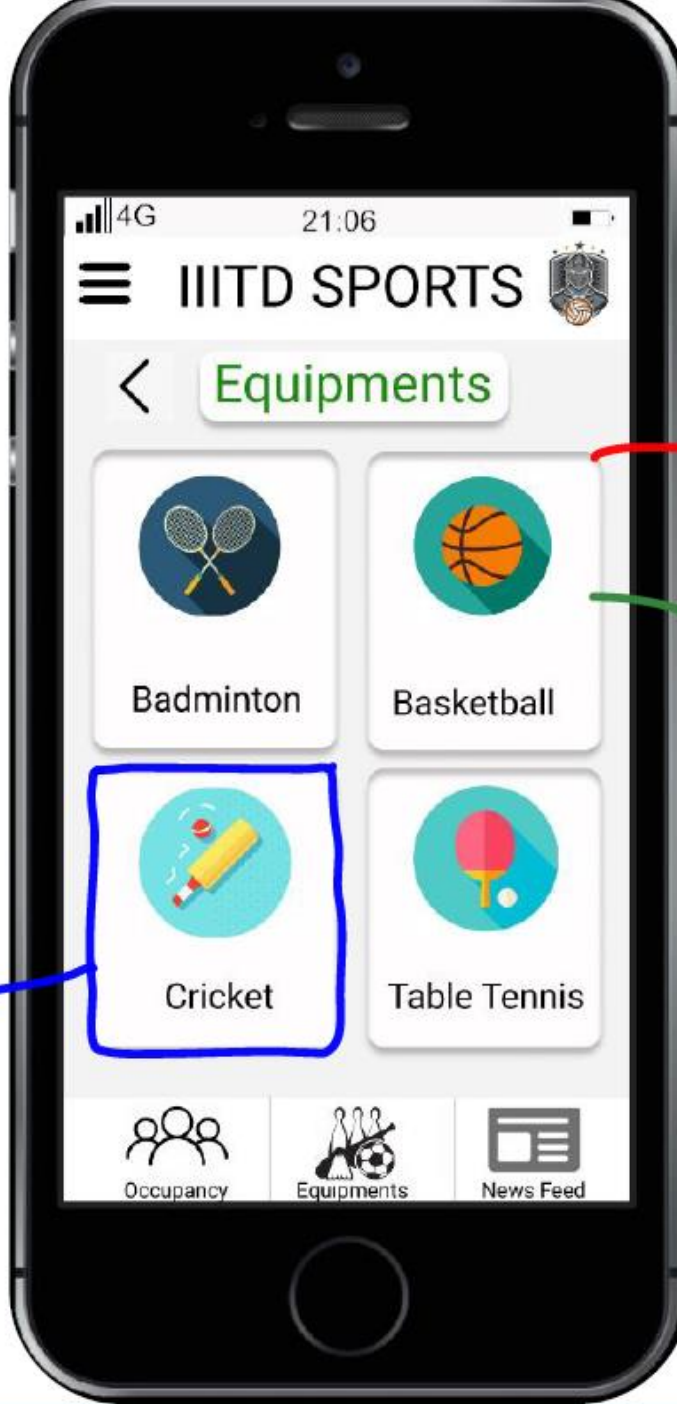 4G 21:06
IIITD SPORTS
Equipments
Badminton Basketball
Cricket Table Tennis
Occupancy Equipments News Feed